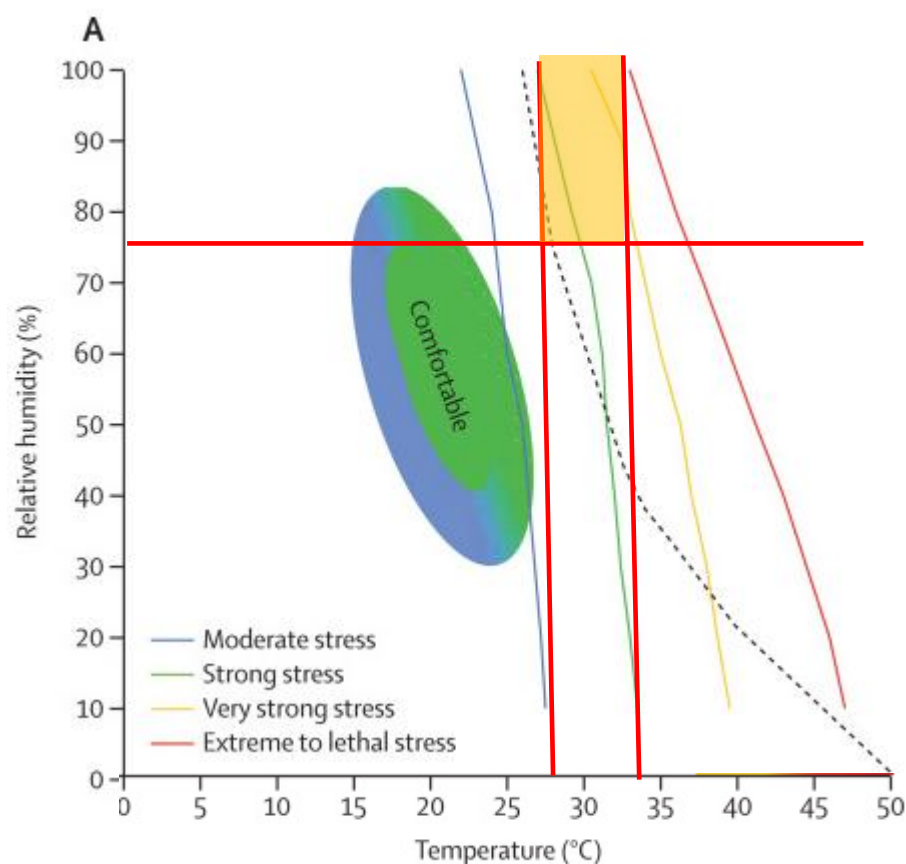 A
100
90
80
70
60
50
40
30
20
10
0
Relative humidity (%)
Comfortable
Moderate stress
Strong stress
Very strong stress
Extreme to lethal stress
0 5 10 15 20 25 30 35 40 45 50
Temperature (°C)